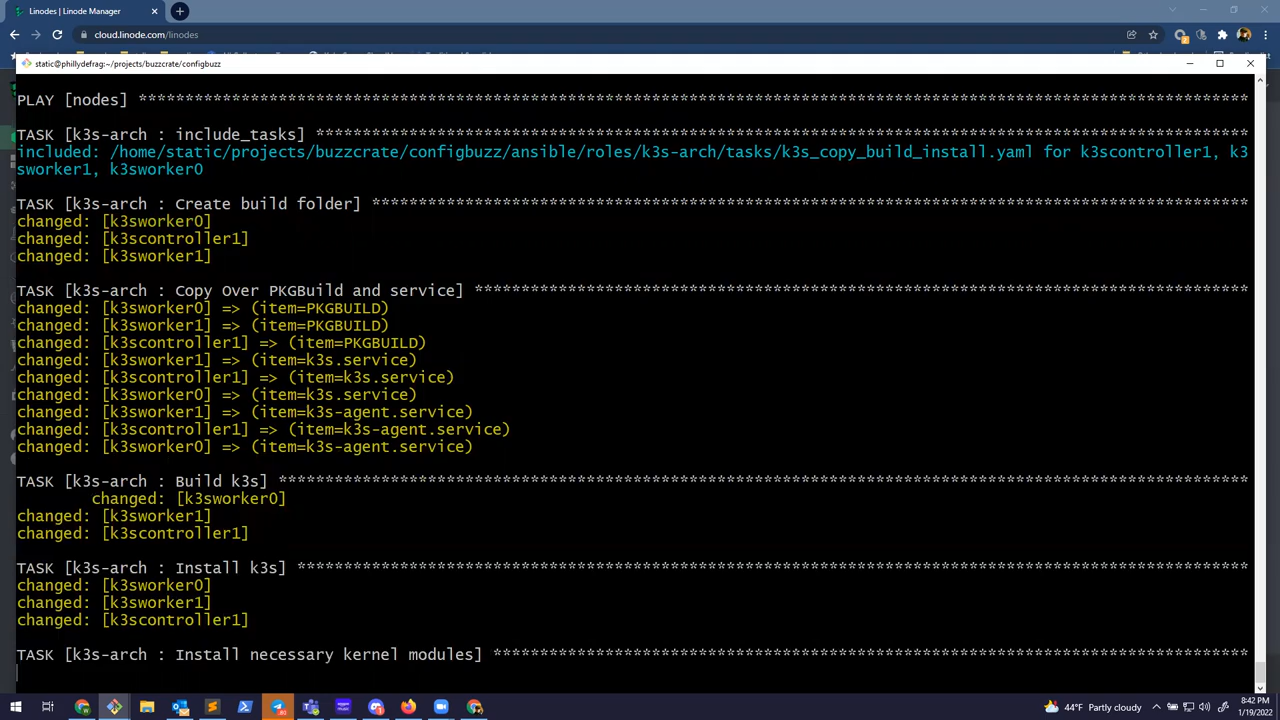 Linodes | Linode Manager
cloud.linode.com/linodes
static@phillydefrag:~/projects/buzzcrate/configbuzz
PLAY [nodes] ************************************************************************************************************************
TASK [k3s-arch : include_tasks] ****************************************************************************************************
included: /home/static/projects/buzzcrate/configbuzz/ansible/roles/k3s-arch/tasks/k3s_copy_build_install.yaml for k3scontroller1, k3
sworker1, k3sworker0
TASK [k3s-arch : Create build folder] **********************************************************************************************
changed: [k3sworker0]
changed: [k3scontroller1]
changed: [k3sworker1]
TASK [k3s-arch : Copy Over PKGBuild and service] ***********************************************************************************
changed: [k3sworker0] => (item=PKGBUILD)
changed: [k3sworker1] => (item=PKGBUILD)
changed: [k3scontroller1] => (item=PKGBUILD)
changed: [k3sworker1] => (item=k3s.service)
changed: [k3scontroller1] => (item=k3s.service)
changed: [k3sworker0] => (item=k3s.service)
changed: [k3sworker1] => (item=k3s-agent.service)
changed: [k3scontroller1] => (item=k3s-agent.service)
changed: [k3sworker0] => (item=k3s-agent.service)
TASK [k3s-arch : Build k3s] ********************************************************************************************************
changed: [k3sworker0]
changed: [k3sworker1]
changed: [k3scontroller1]
TASK [k3s-arch : Install k3s] ******************************************************************************************************
changed: [k3sworker0]
changed: [k3sworker1]
changed: [k3scontroller1]
TASK [k3s-arch : Install necessary kernel modules] *********************************************************************************
44°F Partly cloudy
8:42 PM
1/19/2022